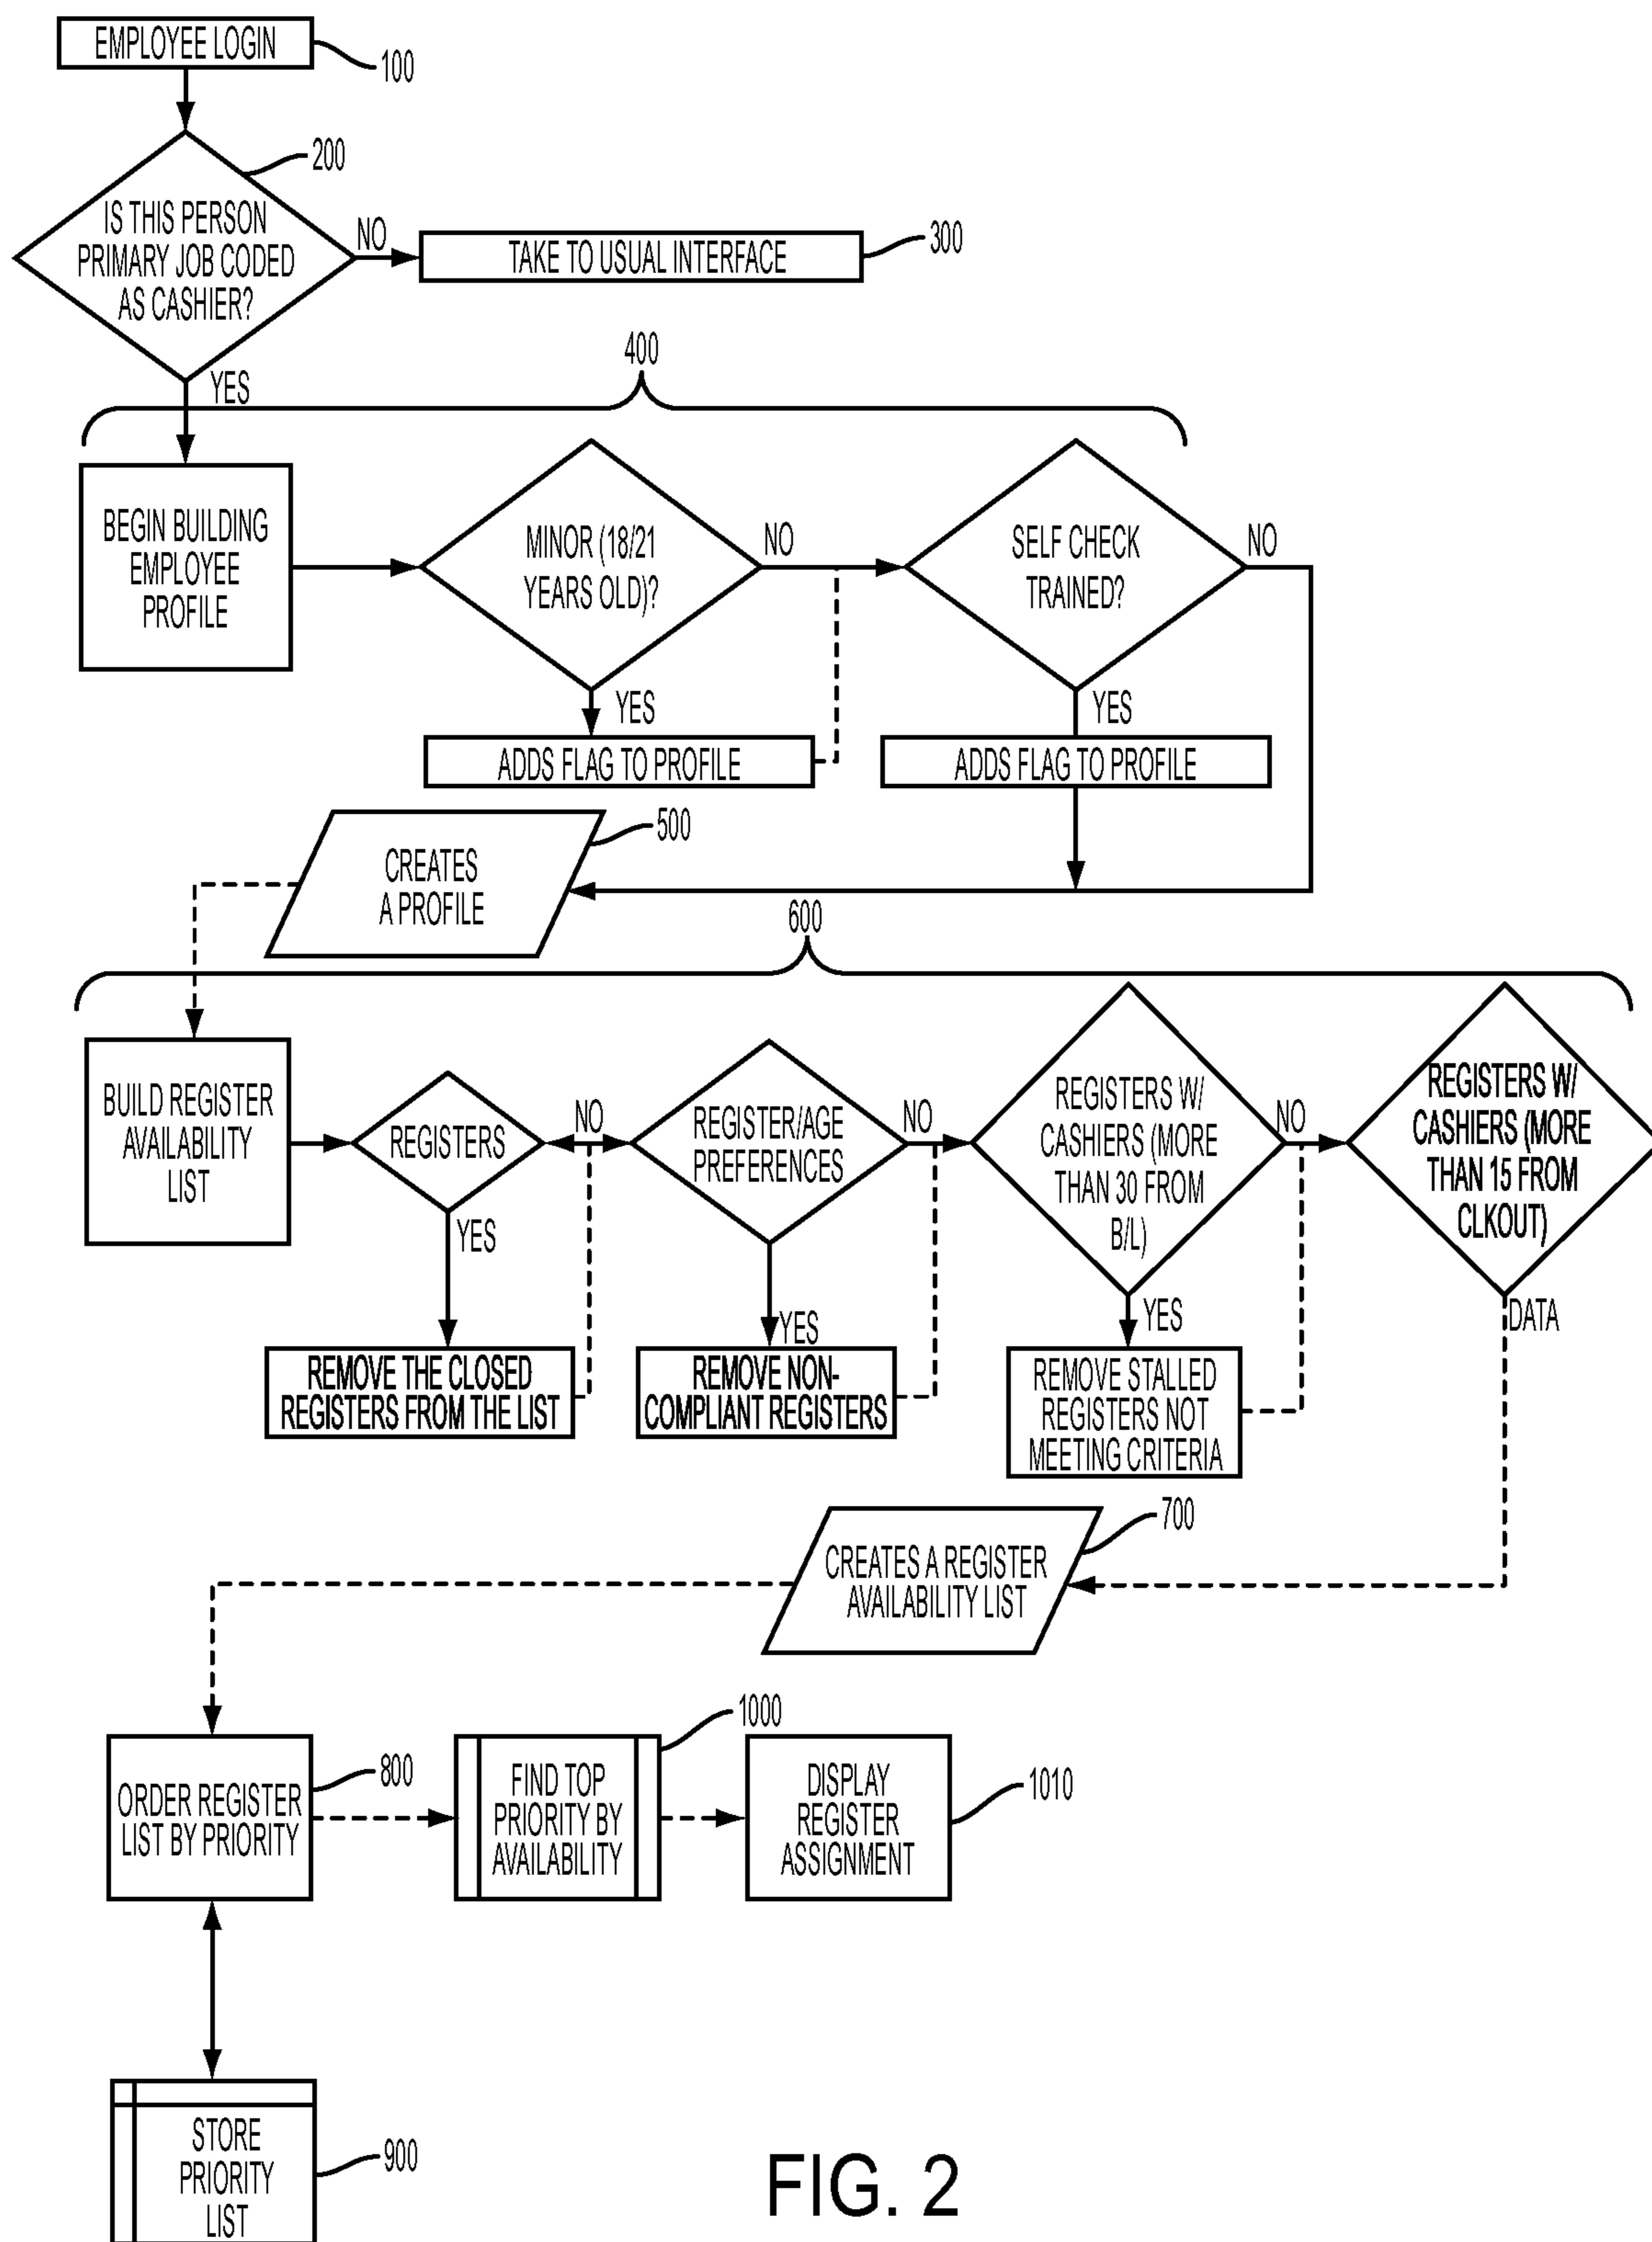 EMPLOYEE LOGIN
100
200
IS THIS PERSON
PRIMARY JOB CODED
AS CASHIER?
NO
TAKE TO USUAL INTERFACE
300
YES
400
BEGIN BUILDING
EMPLOYEE
PROFILE
MINOR (18/21
YEARS OLD)?
NO
SELF CHECK
TRAINED?
NO
YES
YES
ADDS FLAG TO PROFILE
ADDS FLAG TO PROFILE
500
CREATES
A PROFILE
600
BUILD REGISTER
AVAILABILITY
LIST
REGISTERS
NO
REGISTER/AGE
PREFERENCES
NO
REGISTERS W/
CASHIERS (MORE
THAN 30 FROM
B/L)
NO
REGISTERS W/
CASHIERS (MORE
THAN 15 FROM
CLKOUT)
YES
YES
YES
DATA
REMOVE THE CLOSED
REGISTERS FROM THE LIST
REMOVE NON-
COMPLIANT REGISTERS
REMOVE STALLED
REGISTERS NOT
MEETING CRITERIA
700
CREATES A REGISTER
AVAILABILITY LIST
800
ORDER REGISTER
LIST BY PRIORITY
1000
FIND TOP
PRIORITY BY
AVAILABILITY
1010
DISPLAY
REGISTER
ASSIGNMENT
STORE
PRIORITY
LIST
900
FIG. 2